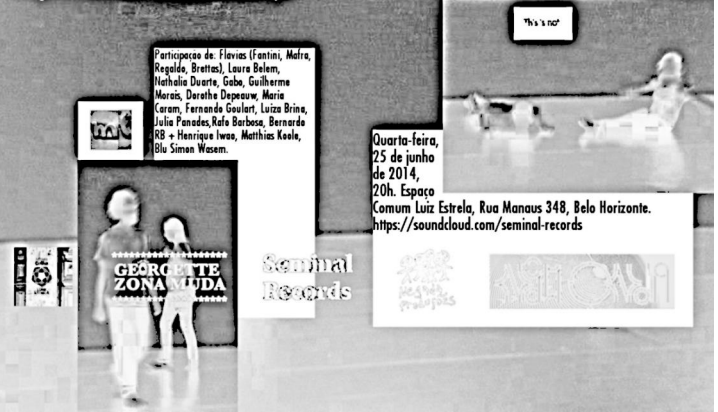 This is not
Participação de: Flavias (Fantini, Mafra,
Regaldo, Brettas), Laura Belem,
Nathalia Duarte, Gabo, Guilherme
Morais, Dorothe Depeauw, Maria
Caram, Fernando Goulart, Luiza Brina,
Julia Panades,Rafo Barbosa, Bernardo
RB + Henrique Iwao, Matthias Koole,
Blu Simon Wasem.
Quarta-feira,
25 de junho
de 2014,
20h. Espaço
Comum Luiz Estrela, Rua Manaus 348, Belo Horizonte.
https://soundcloud.com/seminal-records
GEORGETTE
ZONA MUDA
Seminal
Records